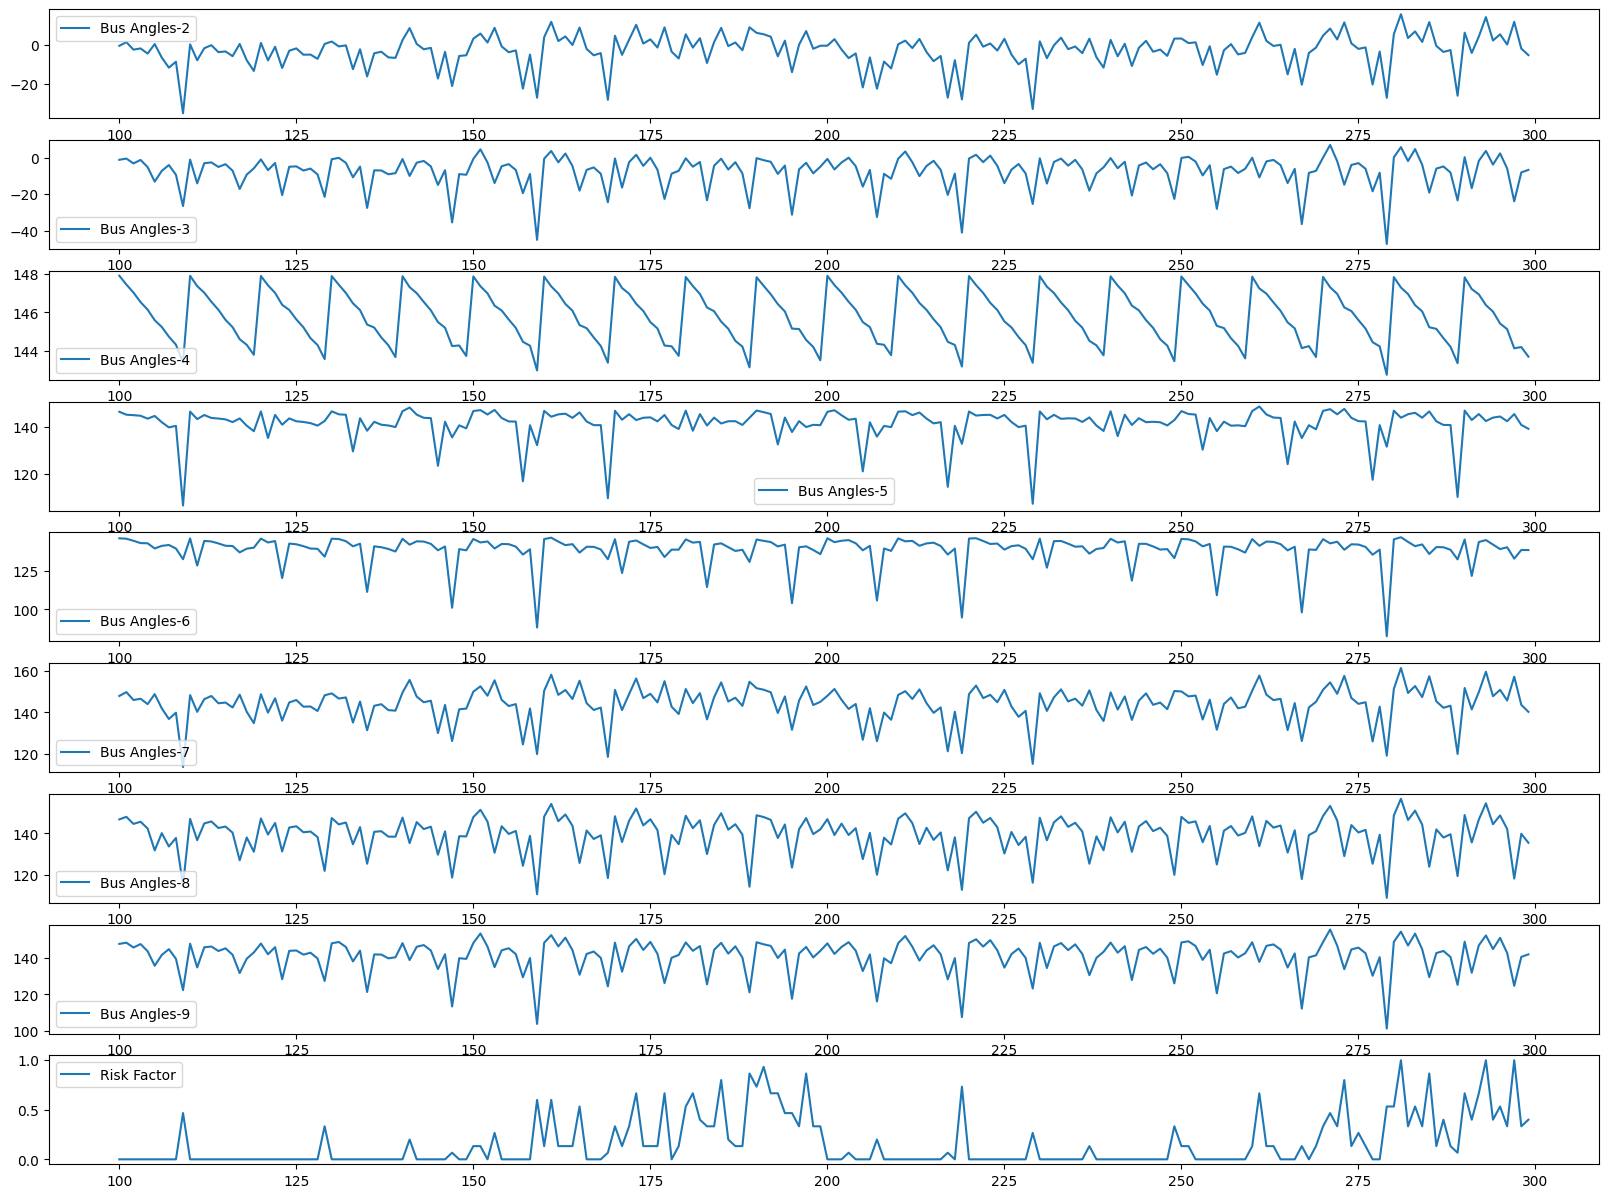 Bus Angles-2
0
−20
100 125 150 175 200 225 250 275 300
0
−20
−40
Bus Angles-3
100 125 150 175 200 225 250 275 300
148
146
144
Bus Angles-4
100 125 150 175 200 225 250 275 300
140
120
Bus Angles-5
100 125 150 175 200 225 250 275 300
125
100
Bus Angles-6
100 125 150 175 200 225 250 275 300
160
140
120
Bus Angles-7
100 125 150 175 200 225 250 275 300
140
120
Bus Angles-8
100 125 150 175 200 225 250 275 300
140
120
100
Bus Angles-9
100 125 150 175 200 225 250 275 300
1.0
Risk Factor
0.5
0.0
100 125 150 175 200 225 250 275 300